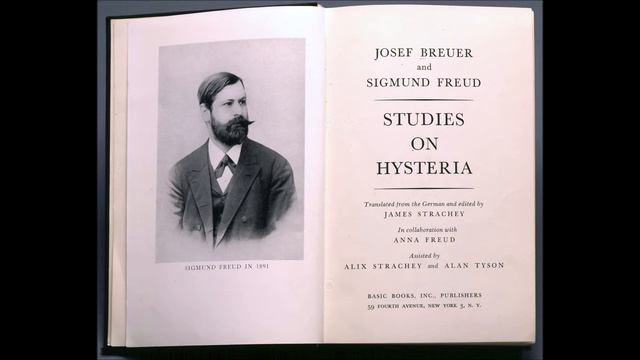 SIGMUND FREUD IN 1891
JOSEF BREUER
and
SIGMUND FREUD
STUDIES
ON
HYSTERIA
Translated from the German and edited by
JAMES STRACHEY
In collaboration with
ANNA FREUD
Assisted by
ALIX STRACHEY and ALAN TYSON
BASIC BOOKS, INC., PUBLISHERS
59 FOURTH AVENUE, NEW YORK 3, N. Y.